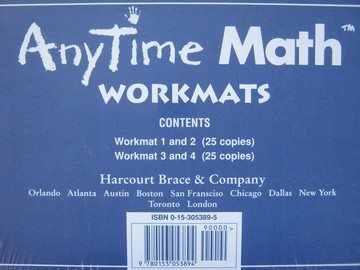 AnyTime Math™
WORKMATS
CONTENTS
Workmat 1 and 2 (25 copies)
Workmat 3 and 4 (25 copies)
Harcourt Brace & Company
Orlando Atlanta Austin Boston San Fransciso Chicago Dallas New York
Toronto London
ISBN 0-15-305389-5
90000>
9 780153 053894